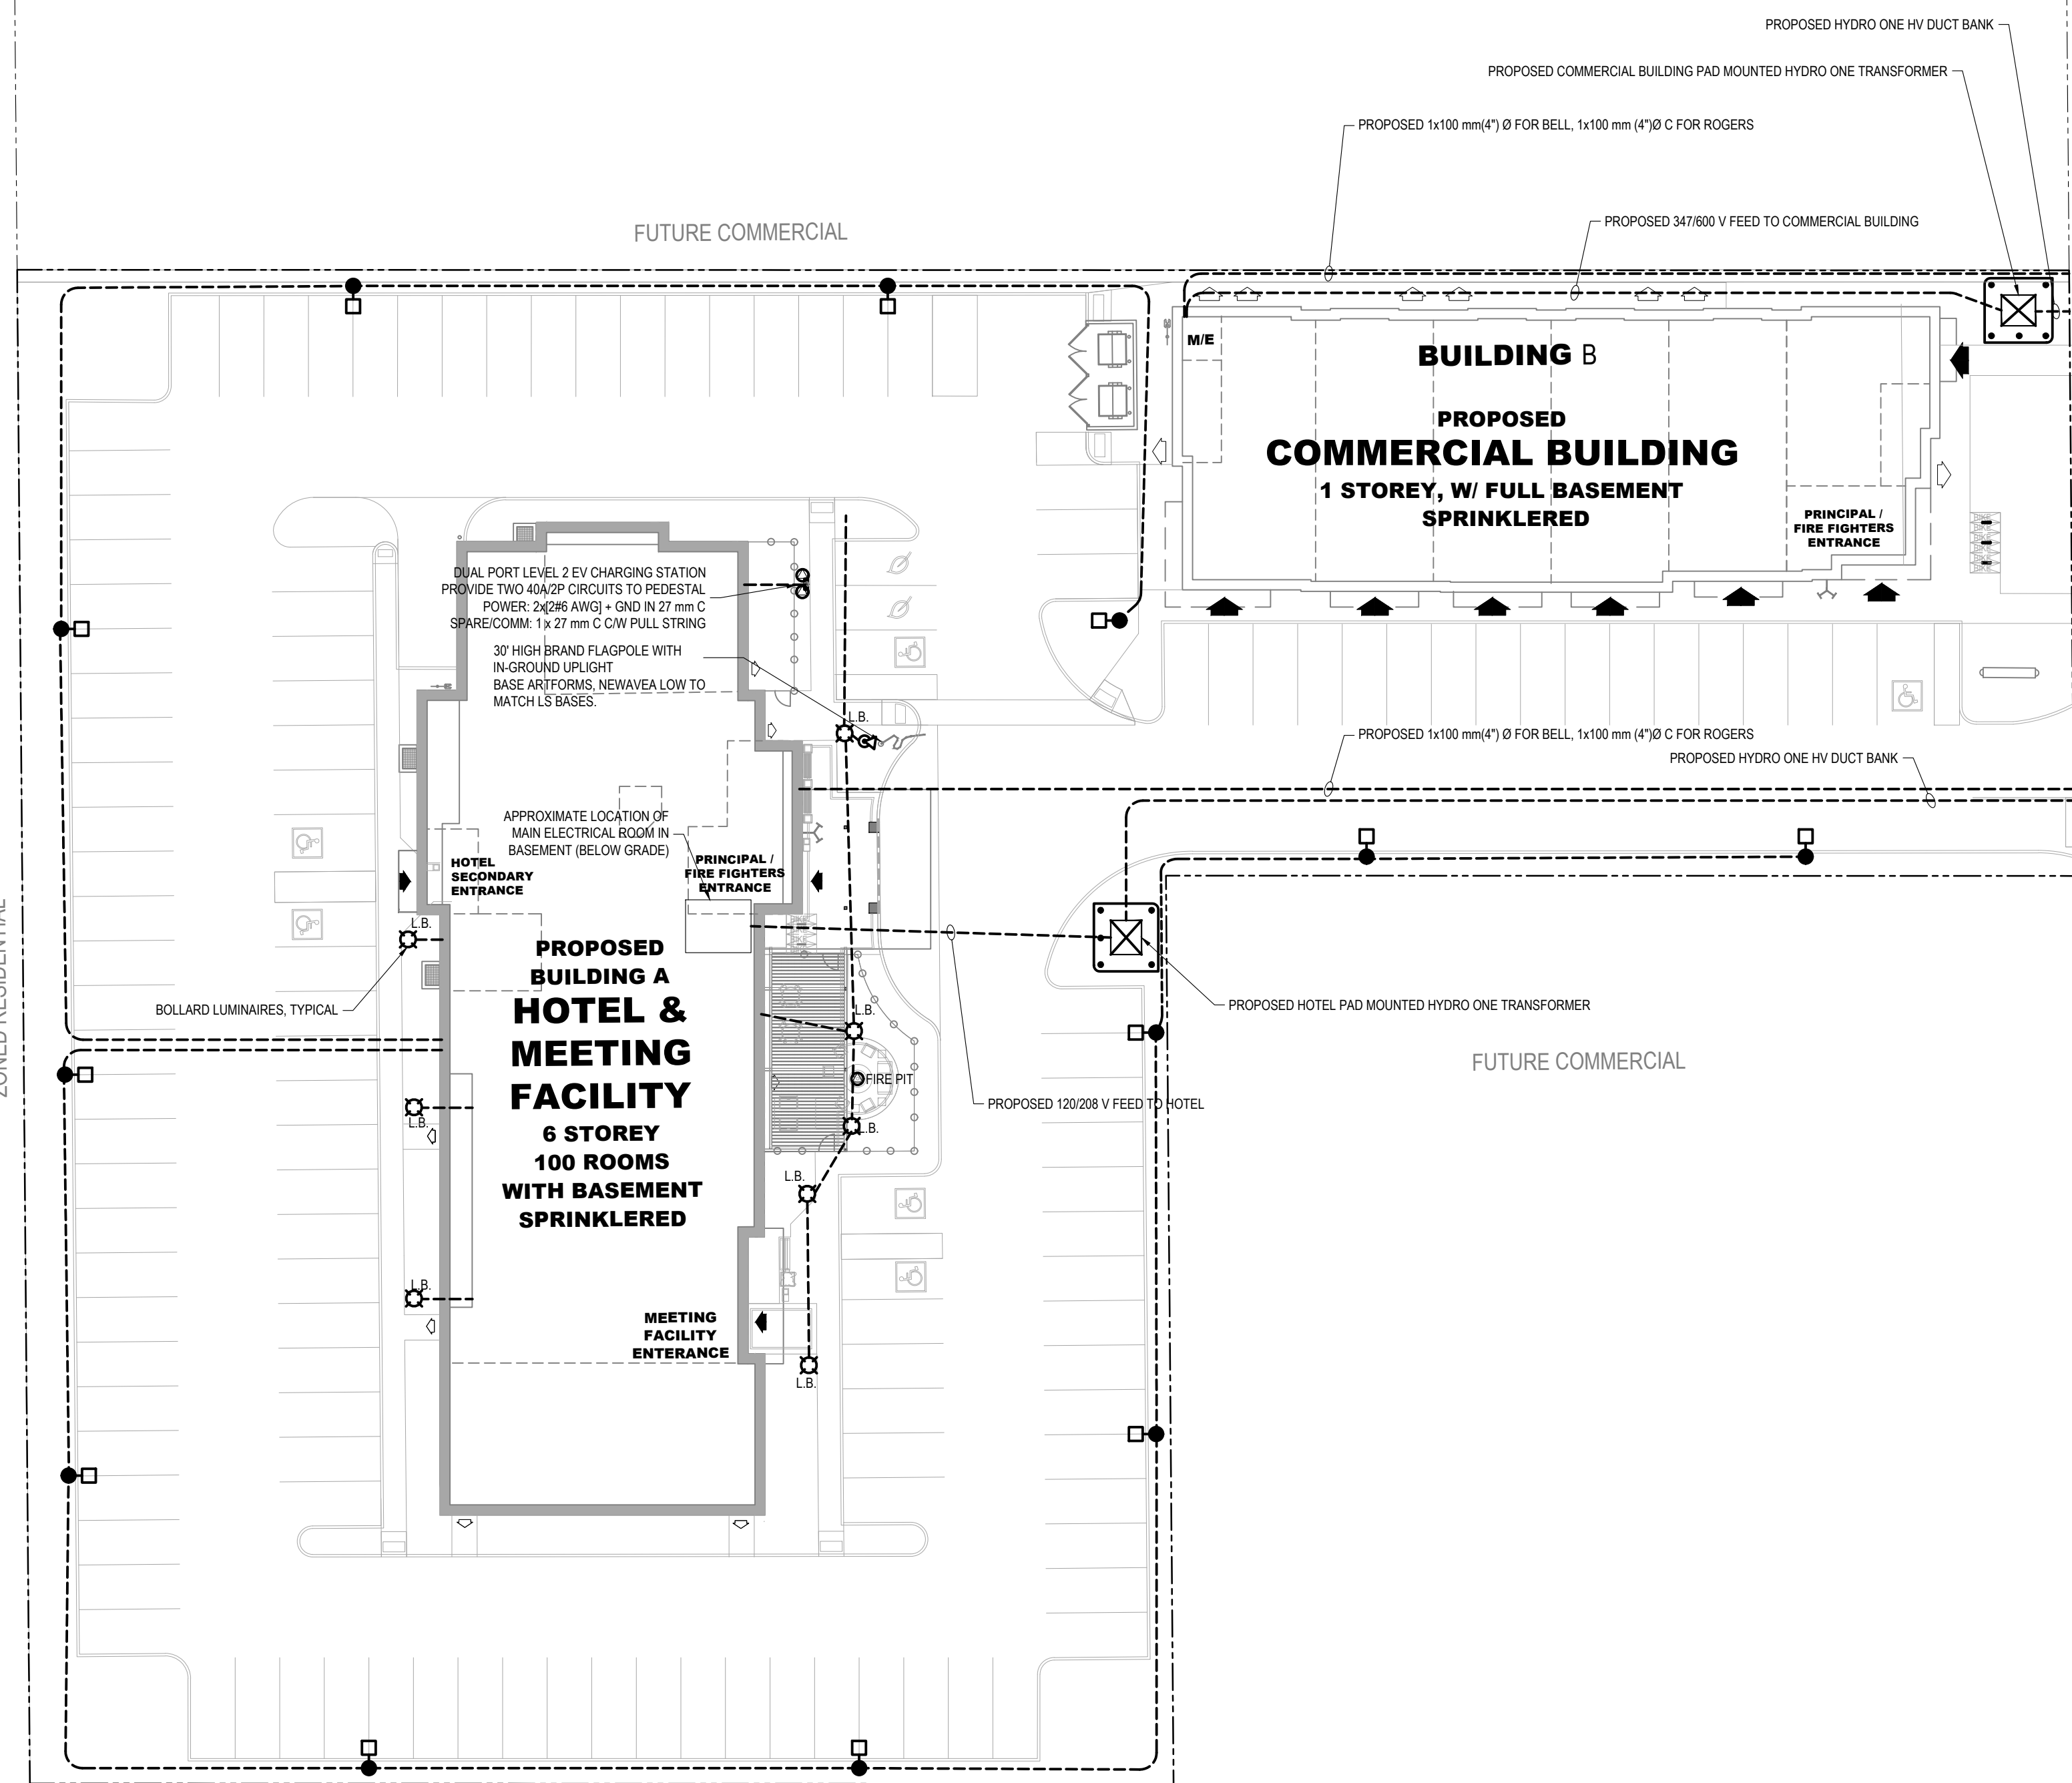 PROPOSED HYDRO ONE HV DUCT BANK
PROPOSED COMMERCIAL BUILDING PAD MOUNTED HYDRO ONE TRANSFORMER
PROPOSED 1x100 mm(4") Ø FOR BELL, 1x100 mm (4")Ø C FOR ROGERS
PROPOSED 347/600 V FEED TO COMMERCIAL BUILDING
FUTURE COMMERCIAL
M/E
BUILDING B
PROPOSED
COMMERCIAL BUILDING
1 STOREY, W/ FULL BASEMENT
SPRINKLERED
PRINCIPAL /
FIRE FIGHTERS
ENTRANCE
BIKE
BIKE
BIKE
DUAL PORT LEVEL 2 EV CHARGING STATION
PROVIDE TWO 40A/2P CIRCUITS TO PEDESTAL
POWER: 2x[2#6 AWG] + GND IN 27 mm C
SPARE/COMM: 1 x 27 mm C C/W PULL STRING
30' HIGH BRAND FLAGPOLE WITH
IN-GROUND UPLIGHT
BASE ARTFORMS, NEWAVEA LOW TO
MATCH LS BASES.
L.B.
PROPOSED 1x100 mm(4") Ø FOR BELL, 1x100 mm (4")Ø C FOR ROGERS
PROPOSED HYDRO ONE HV DUCT BANK
APPROXIMATE LOCATION OF
MAIN ELECTRICAL ROOM IN
BASEMENT (BELOW GRADE)
HOTEL
SECONDARY
ENTRANCE
PRINCIPAL /
FIRE FIGHTERS
ENTRANCE
L.B.
BIKE
ZONED RESIDENTIAL
PROPOSED
BUILDING A
HOTEL &
MEETING
FACILITY
6 STOREY
100 ROOMS
WITH BASEMENT
SPRINKLERED
BOLLARD LUMINAIRES, TYPICAL
L.B.
PROPOSED HOTEL PAD MOUNTED HYDRO ONE TRANSFORMER
FUTURE COMMERCIAL
FIRE PIT
PROPOSED 120/208 V FEED TO HOTEL
L.B.
L.B.
L.B.
L.B.
MEETING
FACILITY
ENTERANCE
L.B.